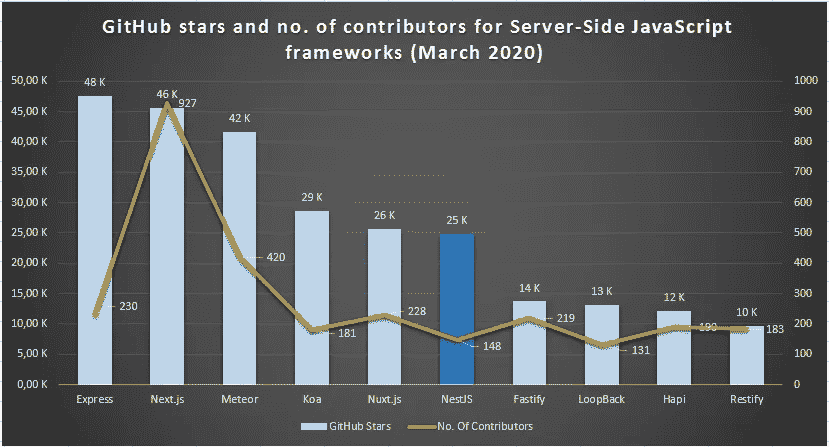 GitHub stars and no. of contributors for Server-Side JavaScript
frameworks (March 2020)
50,00 K
45,00 K
40,00 K
35,00 K
30,00 K
25,00 K
20,00 K
15,00 K
10,00 K
5,00 K
0,00 K
48 K
46 K
42 K
29 K
26 K
25 K
14 K
13 K
12 K
10 K
230
927
420
181
228
148
219
131
183
1000
900
800
700
600
500
400
300
200
100
0
Express Next.js Meteor Koa Nuxt.js NestJS Fastify LoopBack Hapi Restify
GitHub Stars No. Of Contributors